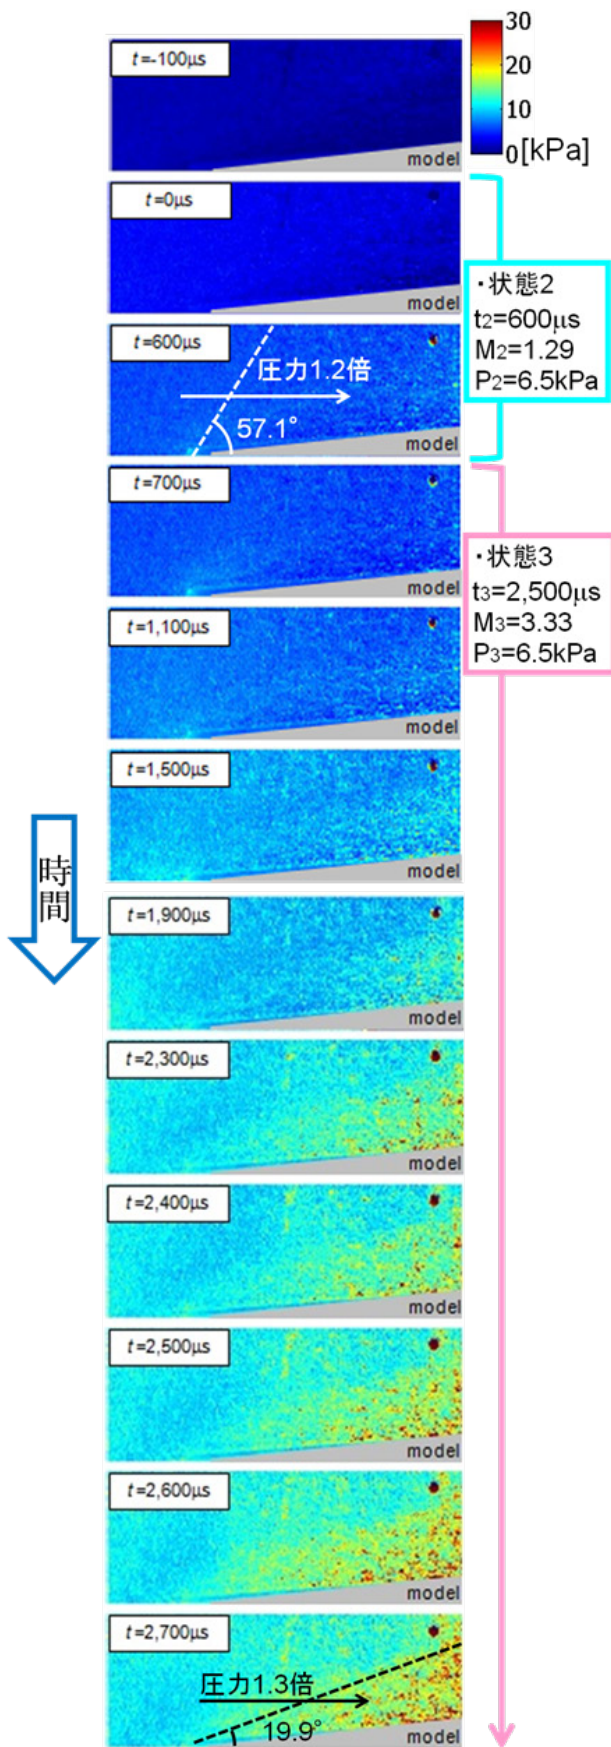 30
20
10
0[kPa]
t=-100μs
model
t=0μs
model
・状態2
t2=600μs
M2=1.29
P2=6.5kPa
t=600μs
圧力1.2倍
57.1°
model
t=700μs
model
・状態3
t3=2,500μs
M3=3.33
P3=6.5kPa
t=1,100μs
model
t=1,500μs
model
時間
t=1,900μs
model
t=2,300μs
model
t=2,400μs
model
t=2,500μs
model
t=2,600μs
model
t=2,700μs
圧力1.3倍
19.9°
model